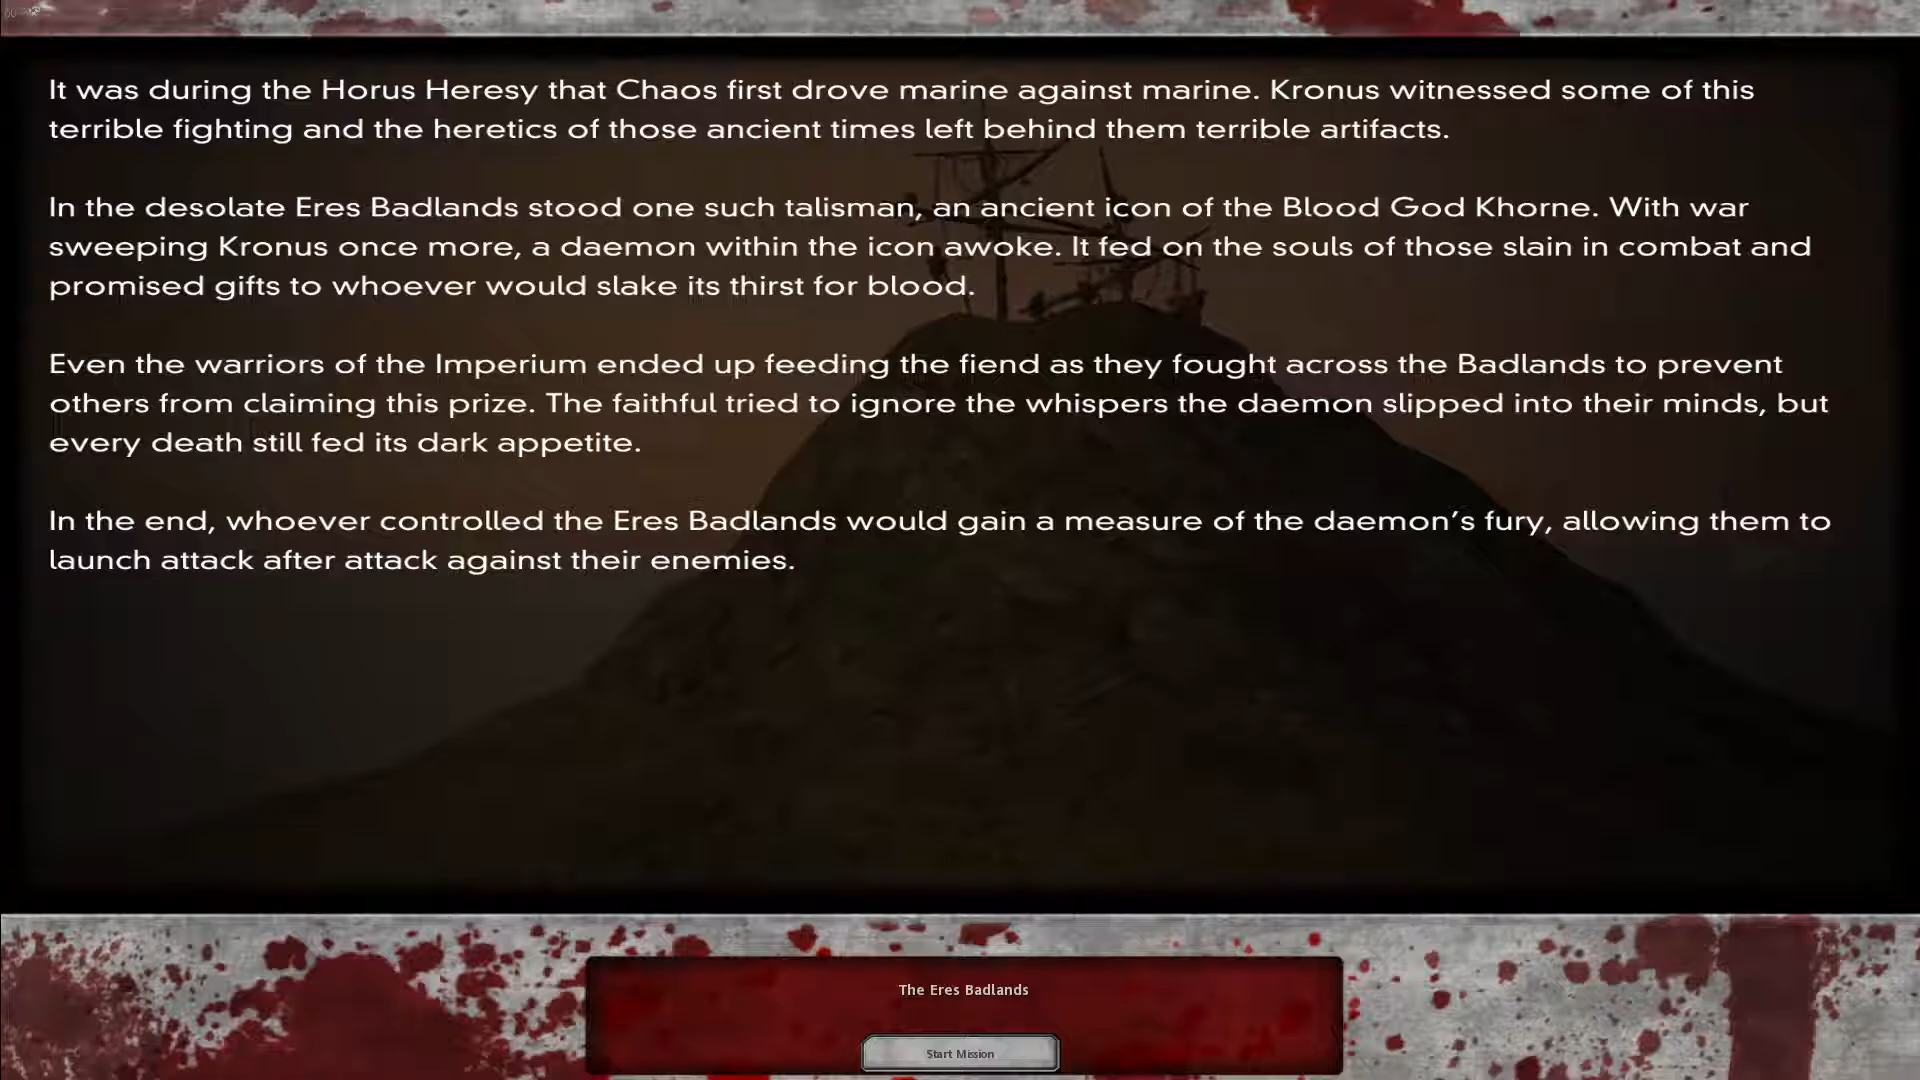 It was during the Horus Heresy that Chaos first drove marine against marine. Kronus witnessed some of this
terrible fighting and the heretics of those ancient times left behind them terrible artifacts.
In the desolate Eres Badlands stood one such talisman, an ancient icon of the Blood God Khorne. With war
sweeping Kronus once more, a daemon within the icon awoke. It fed on the souls of those slain in combat and
promised gifts to whoever would slake its thirst for blood.
Even the warriors of the Imperium ended up feeding the fiend as they fought across the Badlands to prevent
others from claiming this prize. The faithful tried to ignore the whispers the daemon slipped into their minds, but
every death still fed its dark appetite.
In the end, whoever controlled the Eres Badlands would gain a measure of the daemon’s fury, allowing them to
launch attack after attack against their enemies.
The Eres Badlands
Start Mission